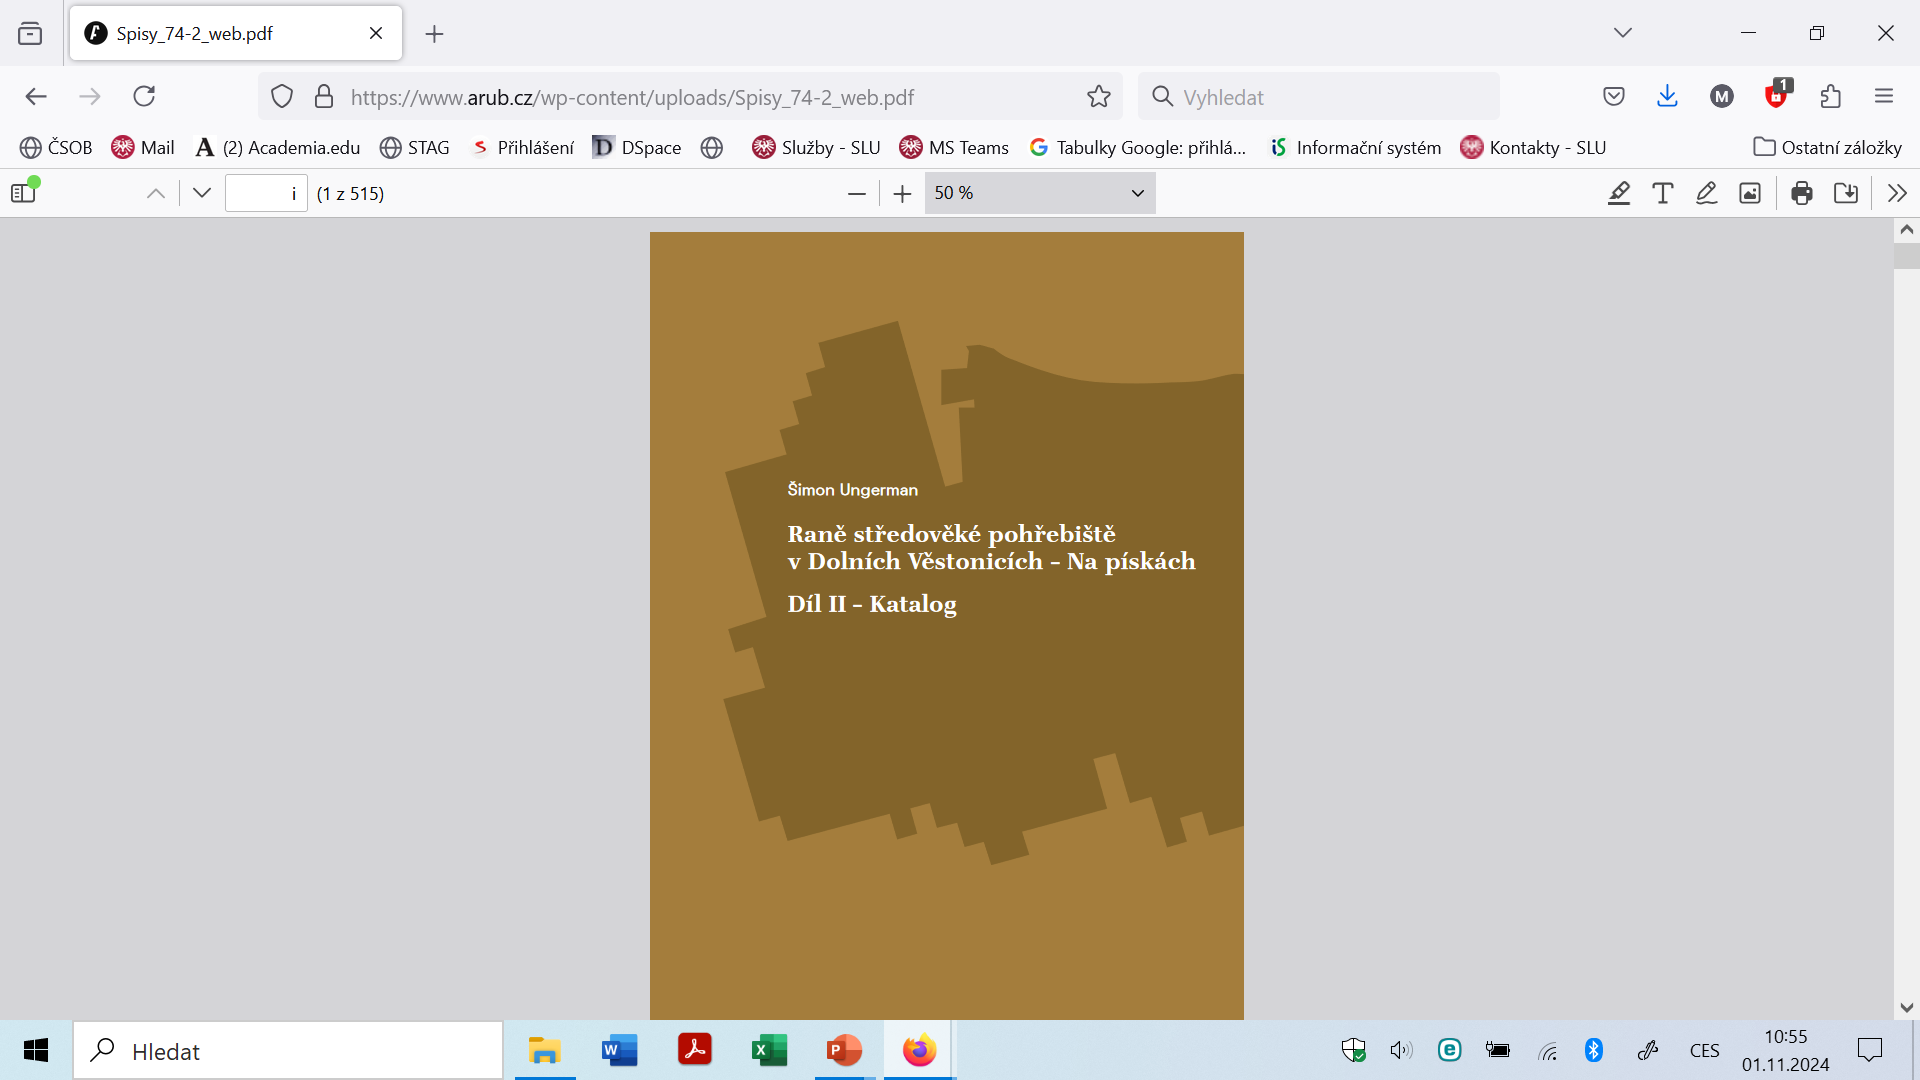 Spisy_74-2_web.pdf
https://www.arub.cz/wp-content/uploads/Spisy_74-2_web.pdf
Vyhledat
M
1
ČSOB
Mail
(2) Academia.edu
STAG
Přihlášení
DSpace
Služby - SLU
MS Teams
Tabulky Google: přihlá...
Informační systém
Kontakty - SLU
Ostatní záložky
i
(1 z 515)
50 %
Šimon Ungerman
Raně středověké pohřebiště
v Dolních Věstonicích – Na pískách
Díl II – Katalog
Hledat
CES
10:55
01.11.2024